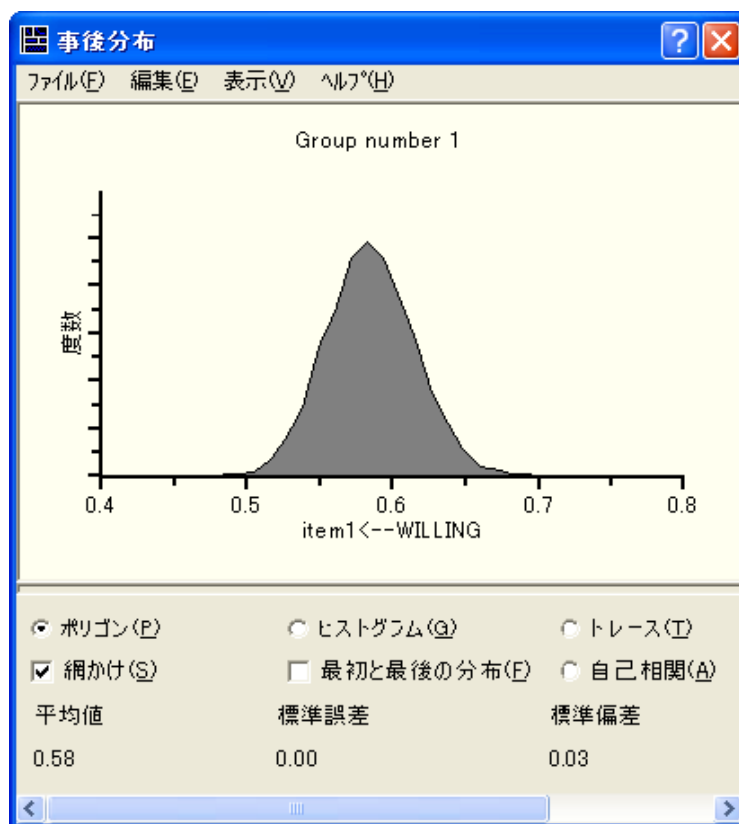 事後分布
ファイル(F) 編集(E) 表示(V) ヘルプ(H)
Group number 1
度数
0.4 0.5 0.6 0.7 0.8
item1<--WILLING
ポリゴン(P) ヒストグラム(G) トレース(T)
網かけ(S) 最初と最後の分布(F) 自己相関(A)
平均値 標準誤差 標準偏差
0.58 0.00 0.03